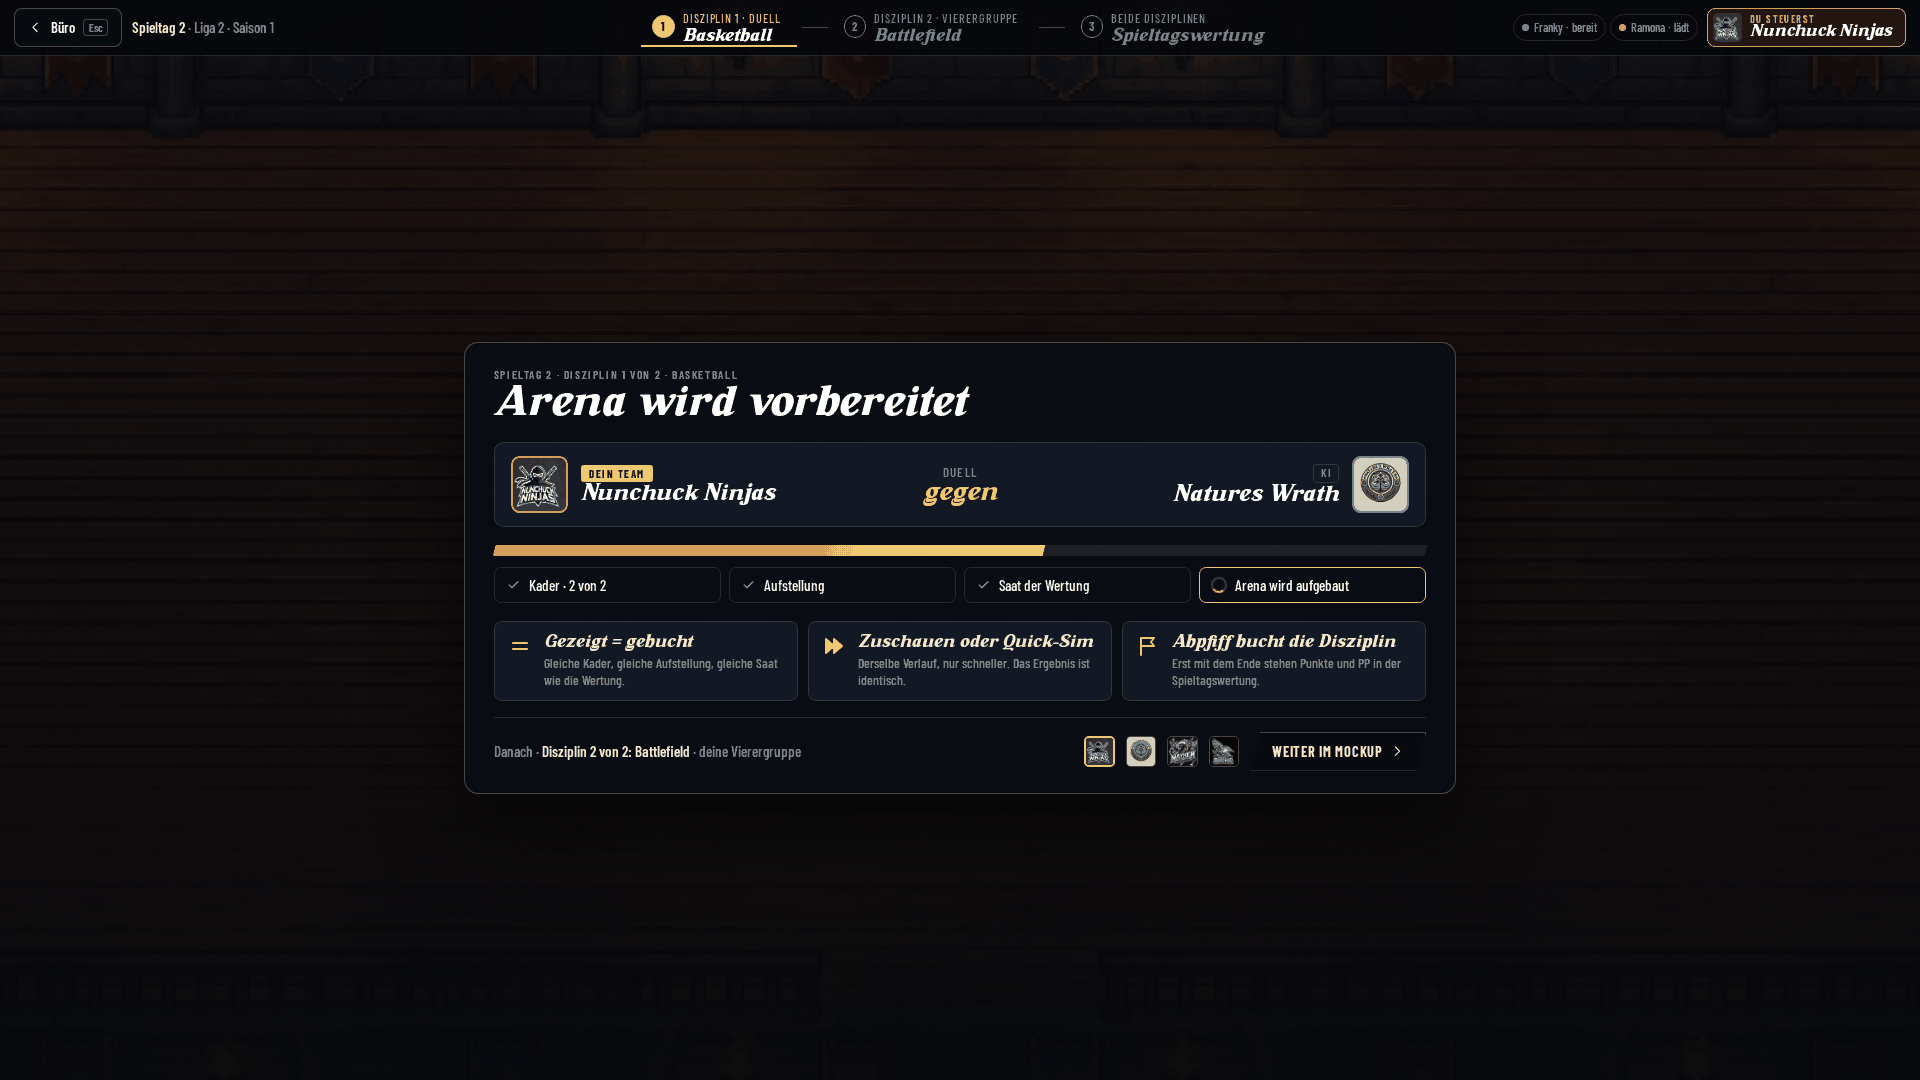 Büro Esc
Spieltag 2 · Liga 2 · Saison 1
1 DISZIPLIN 1 · DUELL
Basketball
2 DISZIPLIN 2 · VIERERGRUPPE
Battlefield
3 BEIDE DISZIPLINEN
Spieltagswertung
Franky · bereit
Ramona · lädt
DU STEUERST
Nunchuck Ninjas
SPIELTAG 2 · DISZIPLIN 1 VON 2 · BASKETBALL
Arena wird vorbereitet
NUNCHUCK
NINJAS
DEIN TEAM
Nunchuck Ninjas
DUELL
gegen
KI
Natures Wrath
Kader · 2 von 2
Aufstellung
Saat der Wertung
Arena wird aufgebaut
Gezeigt = gebucht
Gleiche Kader, gleiche Aufstellung, gleiche Saat
wie die Wertung.
Zuschauen oder Quick-Sim
Derselbe Verlauf, nur schneller. Das Ergebnis ist
identisch.
Abpfiff bucht die Disziplin
Erst mit dem Ende stehen Punkte und PP in der
Spieltagswertung.
Danach · Disziplin 2 von 2: Battlefield · deine Vierergruppe
WEITER IM MOCKUP